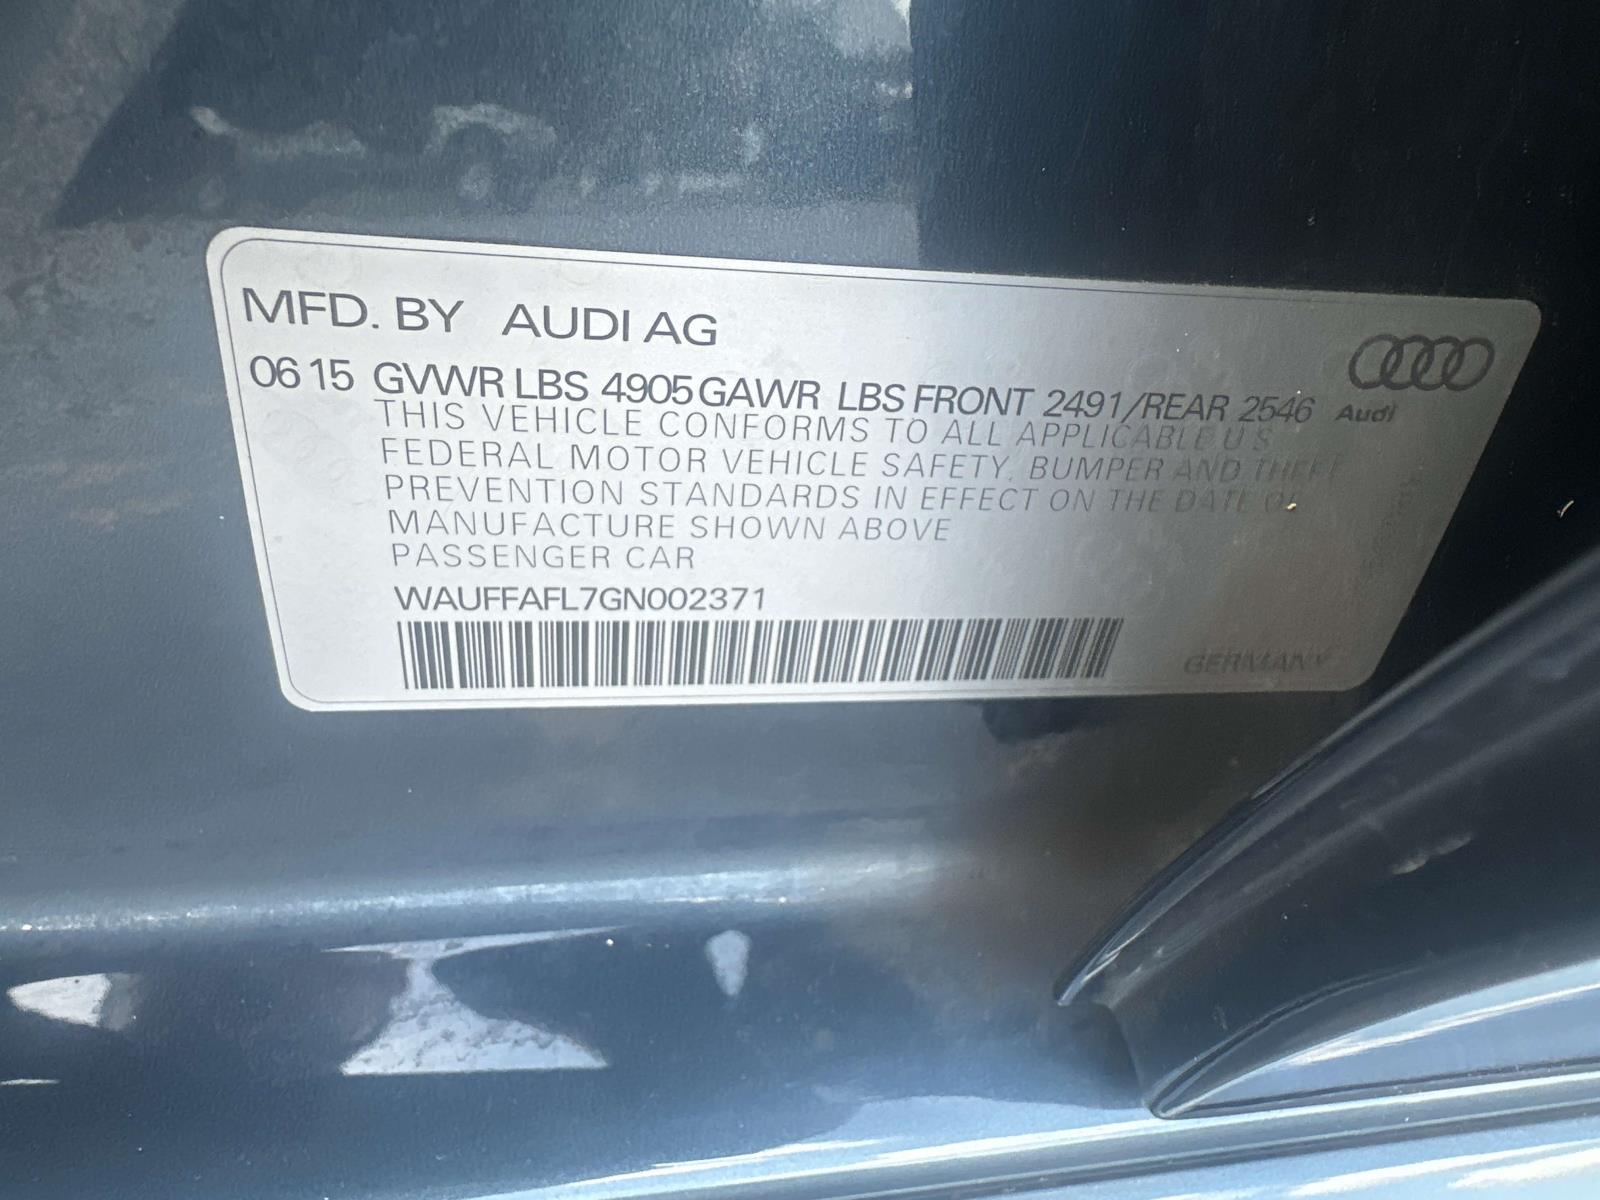 MFD. BY AUDI AG
06 15 GVWR LBS 4905 GAWR LBS FRONT 2491/REAR 2546
Audi
THIS VEHICLE CONFORMS TO ALL APPLICABLE U S
FEDERAL MOTOR VEHICLE SAFETY, BUMPER AND THEFT
PREVENTION STANDARDS IN EFFECT ON THE DATE OF
MANUFACTURE SHOWN ABOVE
PASSENGER CAR
WAUFFAFL7GN002371
GERMANY